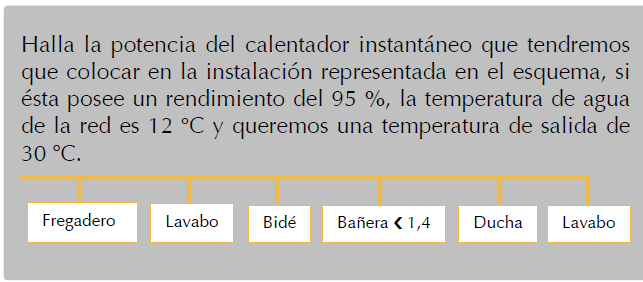 Halla la potencia del calentador instantáneo que tendremos
que colocar en la instalación representada en el esquema, si
ésta posee un rendimiento del 95 %, la temperatura de agua
de la red es 12 ºC y queremos una temperatura de salida de
30 ºC.
Fregadero
Lavabo
Bidé
Bañera < 1,4
Ducha
Lavabo